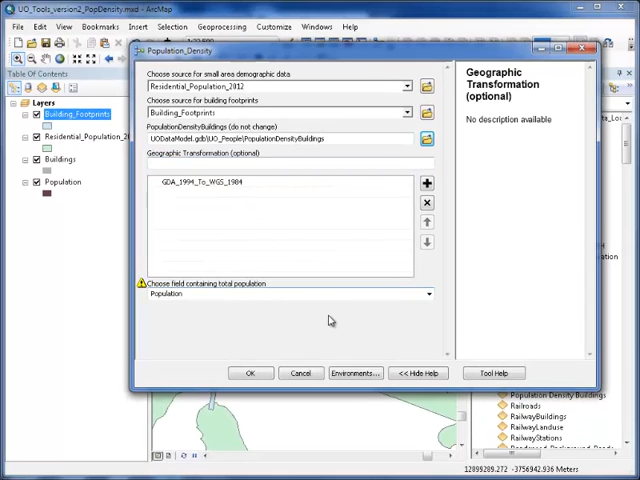 UO_Tools_version2_PopDensity.mxd - ArcMap
File Edit View Bookmarks Insert Selection Geoprocessing Customize Windows Help
Table Of Contents
Layers
Building_Footprints
Residential_Population_2
Buildings
Population
Population_Density
Choose source for small area demographic data
Residential_Population_2012
Choose source for building footprints
Building_Footprints
PopulationDensityBuildings (do not change)
UODataModel.gdb\UO_People\PopulationDensityBuildings
Geographic Transformation (optional)
GDA_1994_To_WGS_1984
Choose field containing total population
Population
OK Cancel Environments... << Hide Help Tool Help
Geographic
Transformation
(optional)
No description available
Population Density Buildings
Railroads
RailwayBuildings
RailwayLanduse
RailwayStations
12899289.272 -3756942.936 Meters